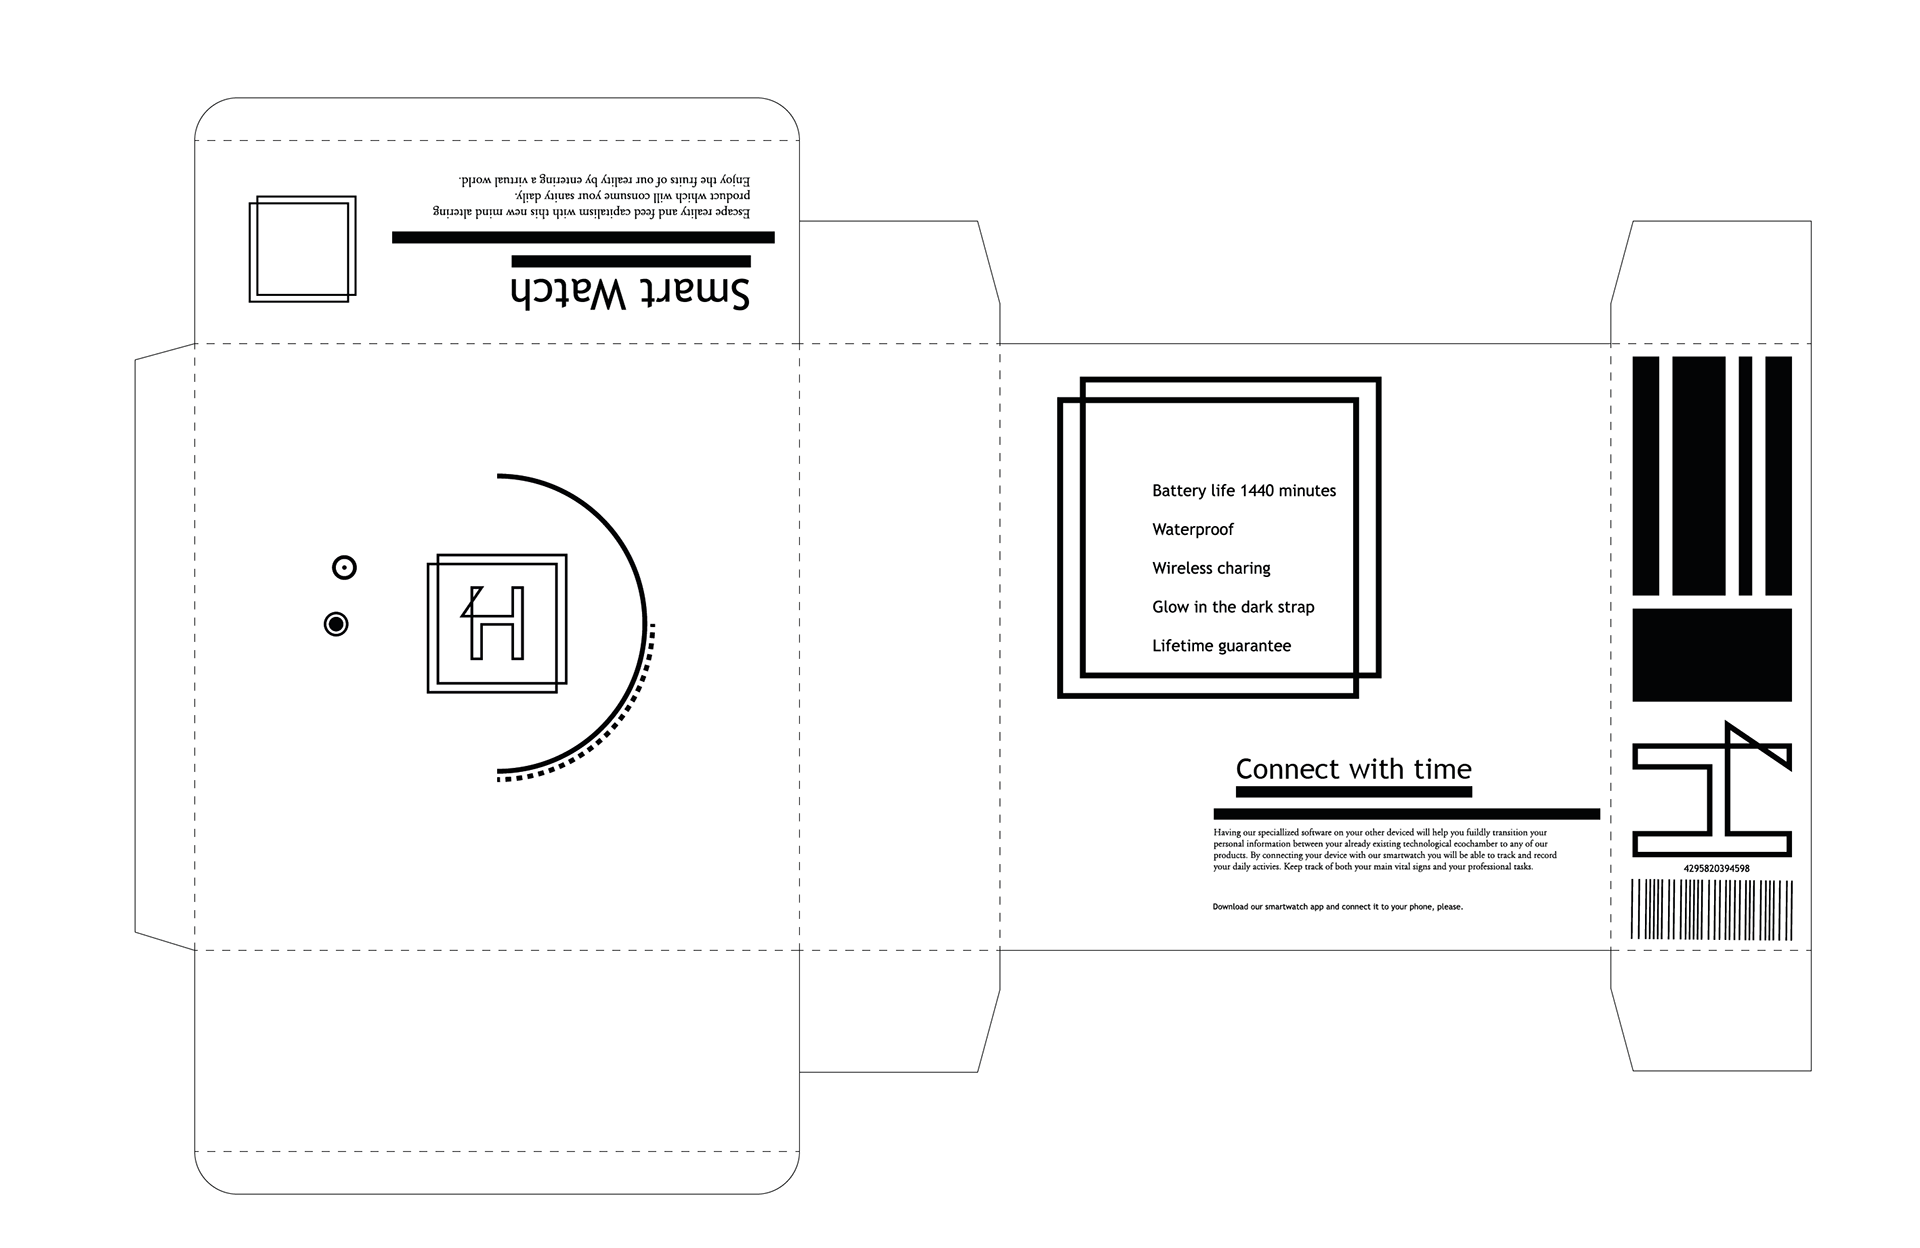 Smart Watch
Escape reality and feed capitalism with this new mind altering
product which will consume your sanity daily.
Enjoy the fruits of our reality by entering a virtual world.
H
Battery life 1440 minutes
Waterproof
Wireless charing
Glow in the dark strap
Lifetime guarantee
Connect with time
Having our speciallized software on your other deviced will help you fuildly transition your
personal information between your already existing technological ecochamber to any of our
products. By connecting your device with our smartwatch you will be able to track and record
your daily activies. Keep track of both your main vital signs and your professional tasks.
Download our smartwatch app and connect it to your phone, please.
H
4295820394598